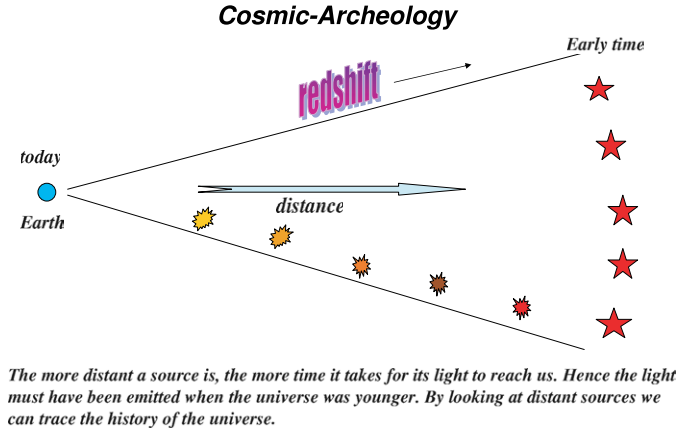 Cosmic-Archeology
Early time
redshift
today
distance
Earth
The more distant a source is, the more time it takes for its light to reach us. Hence the light
must have been emitted when the universe was younger. By looking at distant sources we
can trace the history of the universe.